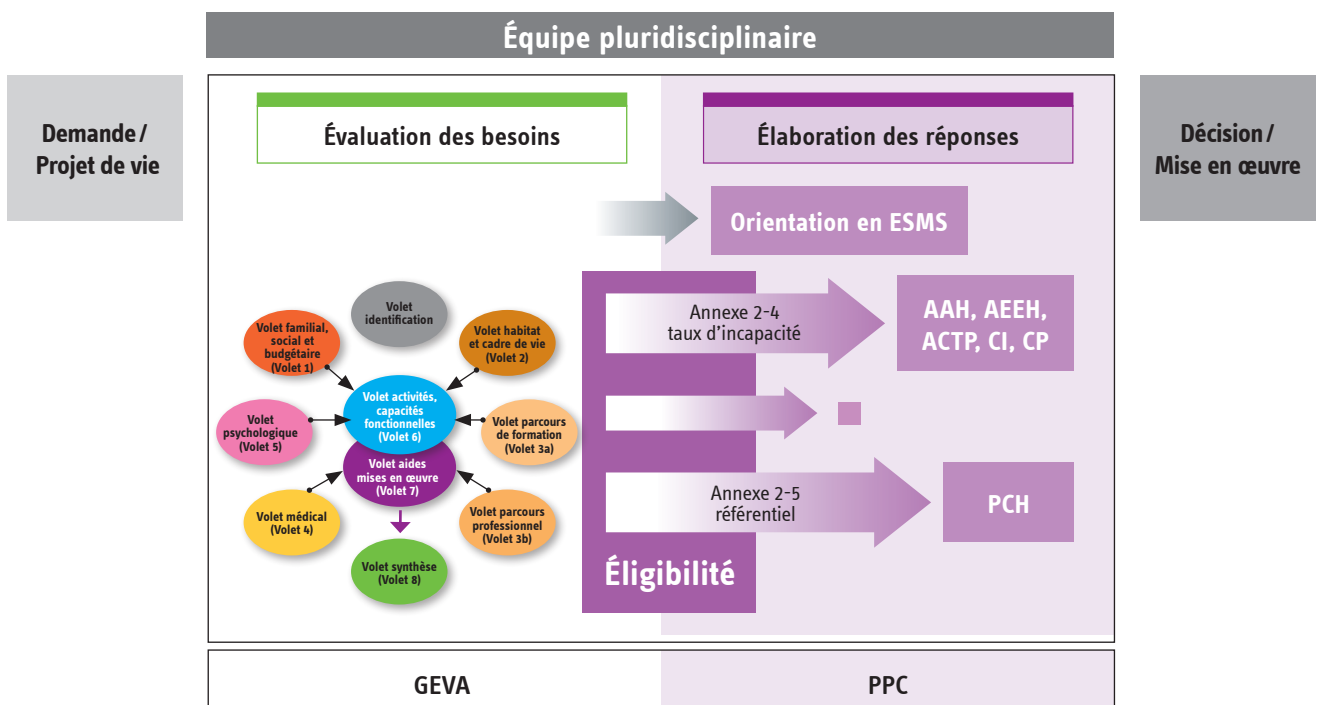 Équipe pluridisciplinaire
Demande /
Projet de vie
Évaluation des besoins
Élaboration des réponses
Décision /
Mise en œuvre
Orientation en ESMS
Volet
identification
Volet familial,
social et
budgétaire
(Volet 1)
Volet habitat
et cadre de vie
(Volet 2)
Volet activités,
capacités
fonctionnelles
(Volet 6)
Volet
psychologique
(Volet 5)
Volet parcours
de formation
(Volet 3a)
Volet aides
mises en œuvre
(Volet 7)
Volet médical
(Volet 4)
Volet parcours
professionnel
(Volet 3b)
Volet synthèse
(Volet 8)
Annexe 2-4
taux d'incapacité
AAH, AEEH,
ACTP, CI, CP
Annexe 2-5
référentiel
PCH
Éligibilité
GEVA
PPC